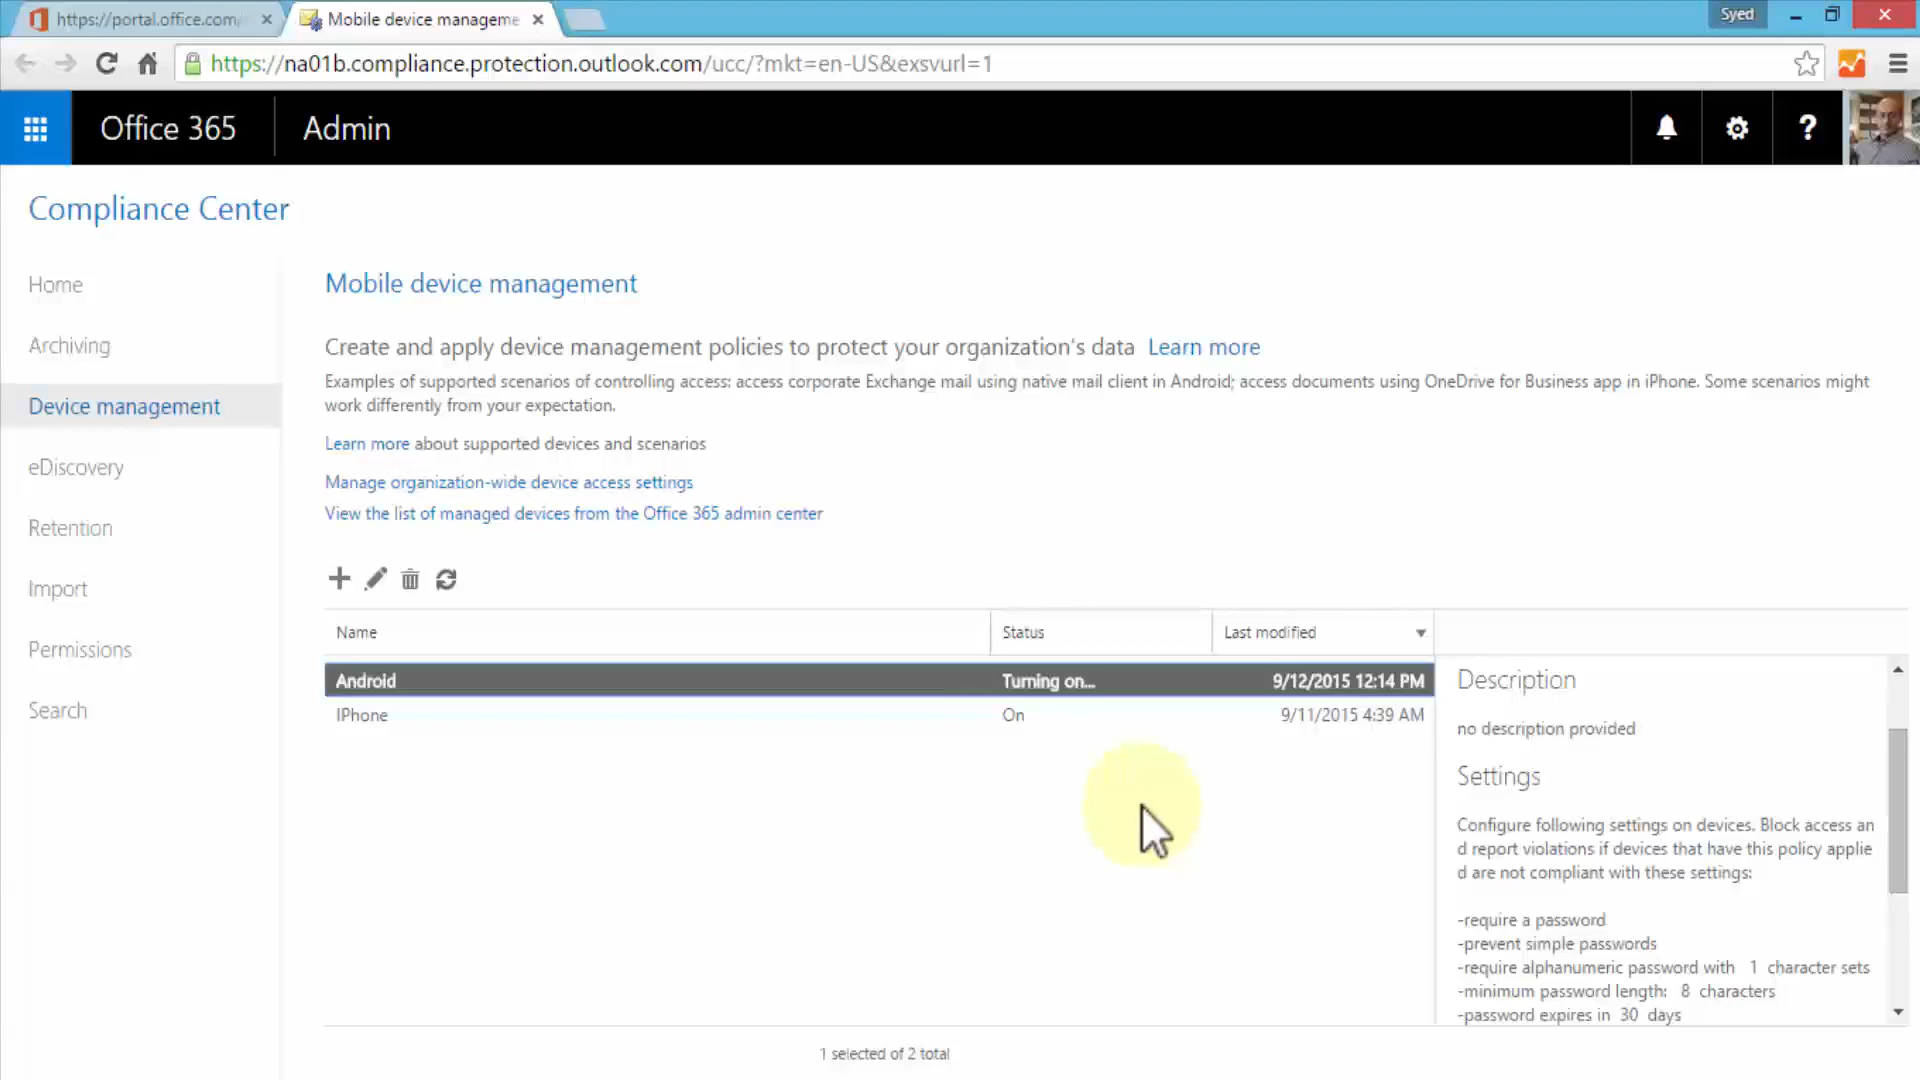 https://portal.office.com/
Mobile device manageme
Syed
https://na01b.compliance.protection.outlook.com/ucc/?mkt=en-US&exsvurl=1
Office 365
Admin
?
Compliance Center
Home
Archiving
Device management
eDiscovery
Retention
Import
Permissions
Search
Mobile device management
Create and apply device management policies to protect your organization's data Learn more
Examples of supported scenarios of controlling access: access corporate Exchange mail using native mail client in Android; access documents using OneDrive for Business app in iPhone. Some scenarios might
work differently from your expectation.
Learn more about supported devices and scenarios
Manage organization-wide device access settings
View the list of managed devices from the Office 365 admin center
Name Status Last modified
Android Turning on... 9/12/2015 12:14 PM
IPhone On 9/11/2015 4:39 AM
Description
no description provided
Settings
Configure following settings on devices. Block access an
d report violations if devices that have this policy applie
d are not compliant with these settings:
-require a password
-prevent simple passwords
-require alphanumeric password with 1 character sets
-minimum password length: 8 characters
-password expires in 30 days
1 selected of 2 total